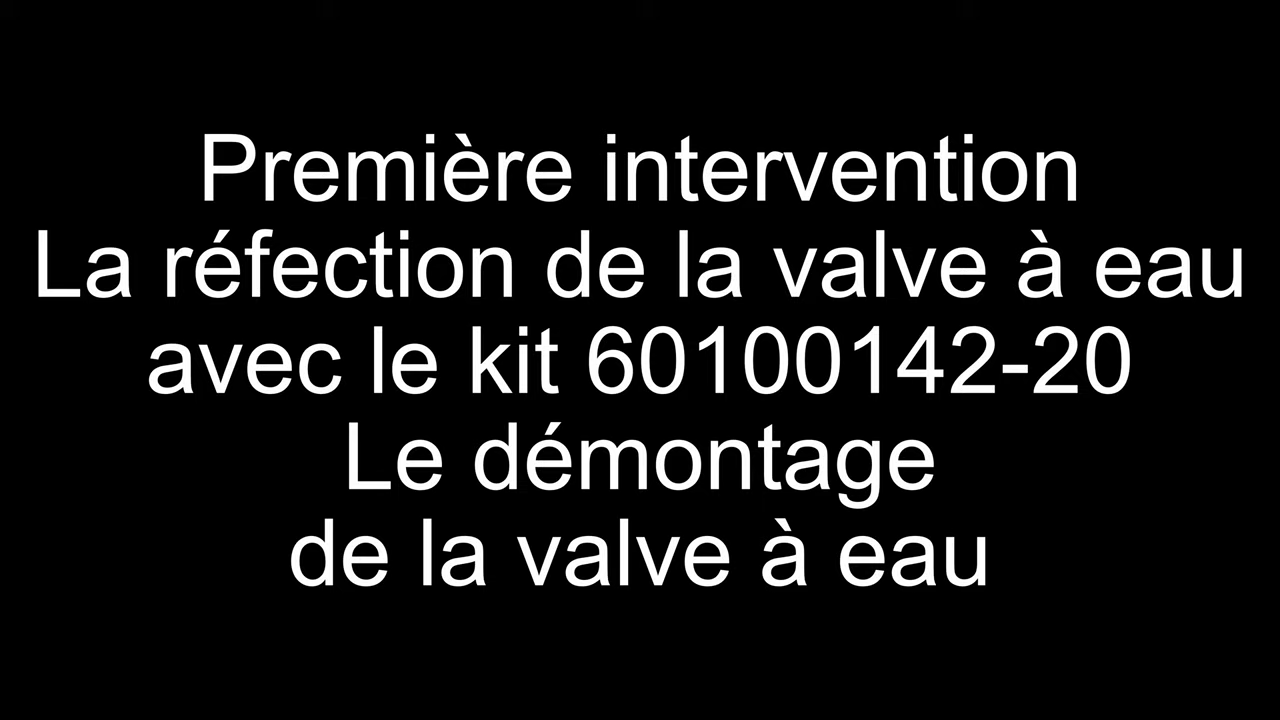 Première intervention
La réfection de la valve à eau
avec le kit 60100142-20
Le démontage
de la valve à eau